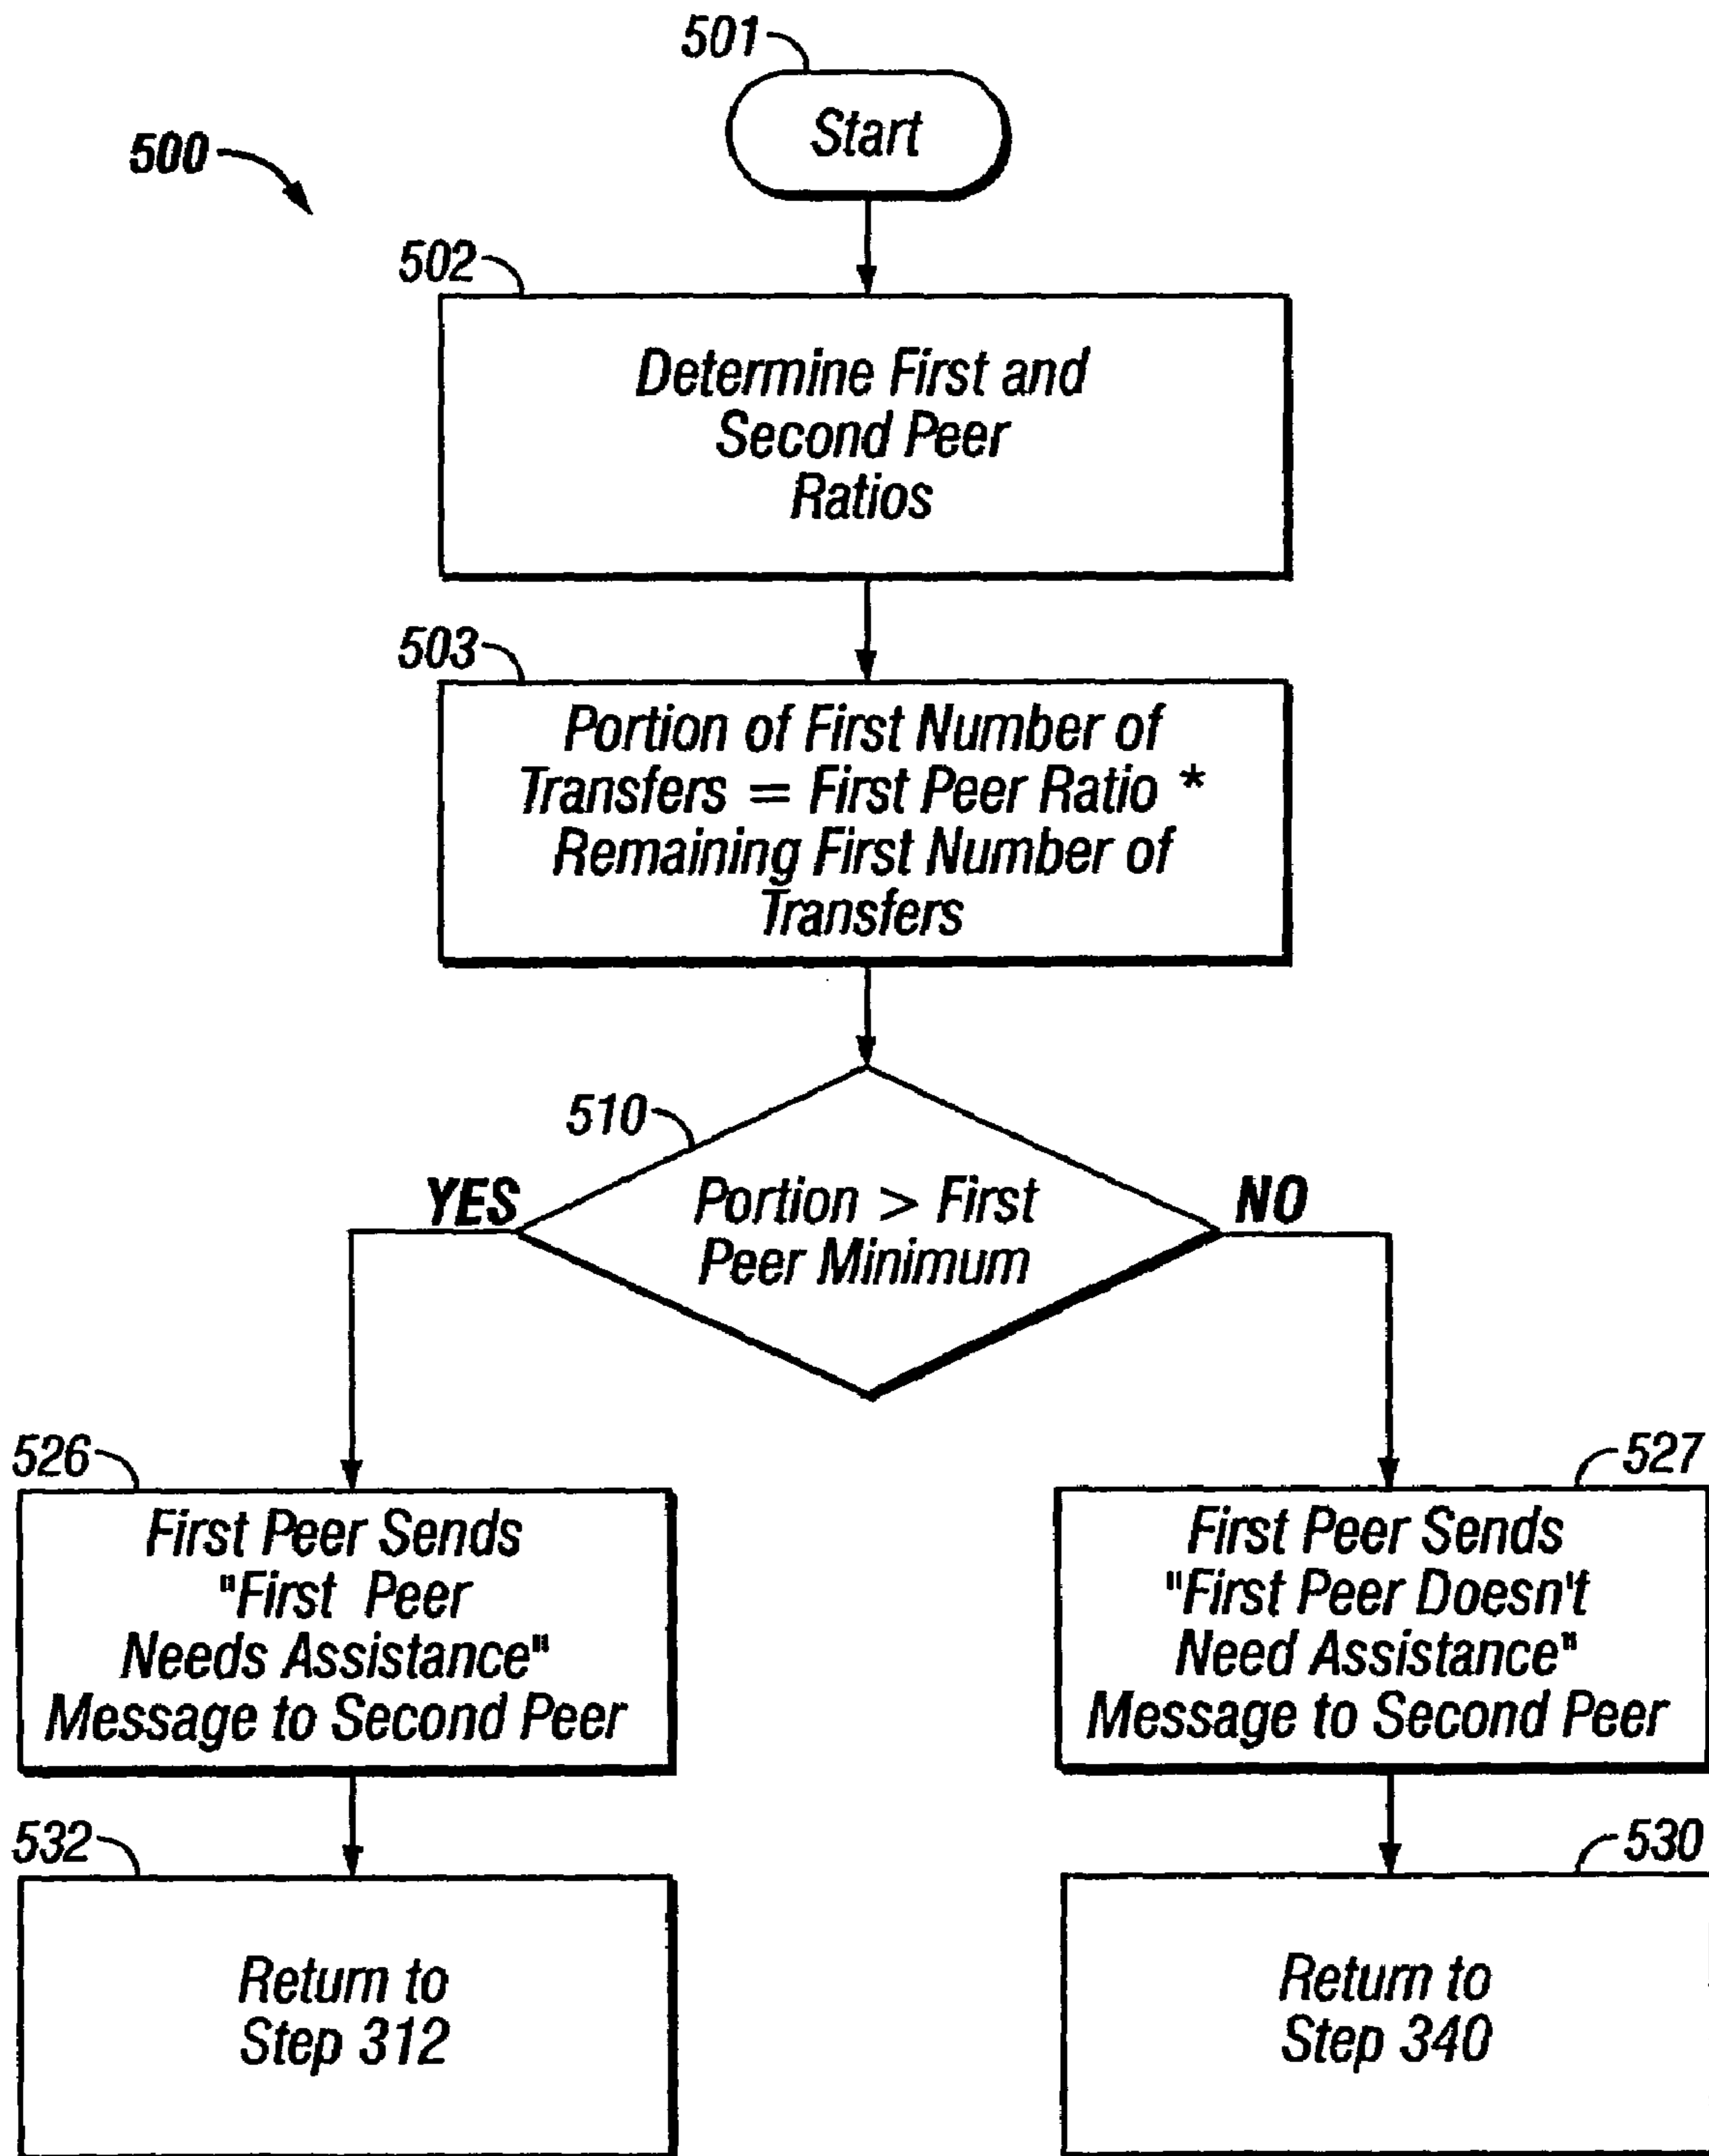 501
Start
500
502
Determine First and
Second Peer
Ratios
503
Portion of First Number of
Transfers = First Peer Ratio *
Remaining First Number of
Transfers
510
Portion > First
Peer Minimum
YES
NO
526
First Peer Sends
"First Peer
Needs Assistance"
Message to Second Peer
527
First Peer Sends
"First Peer Doesn't
Need Assistance"
Message to Second Peer
532
Return to
Step 312
530
Return to
Step 340